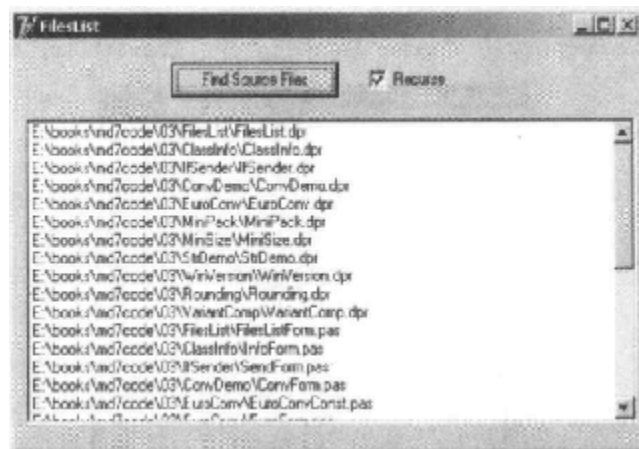 FilesList
Find Source Files
Recurse
E:\books\md7code\03\FilesList\FilesList.dpr
E:\books\md7code\03\ClassInfo\ClassInfo.dpr
E:\books\md7code\03\IfSender\IfSender.dpr
E:\books\md7code\03\ConvDemo\ConvDemo.dpr
E:\books\md7code\03\EuroConv\EuroConv.dpr
E:\books\md7code\03\MiniPack\MiniPack.dpr
E:\books\md7code\03\MiniSize\MiniSize.dpr
E:\books\md7code\03\StrDemo\StrDemo.dpr
E:\books\md7code\03\WinVersion\WinVersion.dpr
E:\books\md7code\03\Rounding\Rounding.dpr
E:\books\md7code\03\VariantComp\VariantComp.dpr
E:\books\md7code\03\FilesList\FilesListForm.pas
E:\books\md7code\03\ClassInfo\InfoForm.pas
E:\books\md7code\03\IfSender\SendForm.pas
E:\books\md7code\03\ConvDemo\ConvForm.pas
E:\books\md7code\03\EuroConv\EuroConvConst.pas